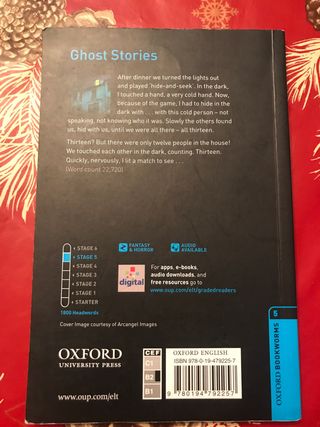 Ghost Stories
After dinner we turned the lights out
and played 'hide-and-seek'. In the dark,
I touched a hand, a very cold hand. Now,
because of the game, I had to hide in the
dark with . . . with this cold person – not
speaking, not knowing who it was. Slowly the others found
us, hid with us, until we were all there – all thirteen.
Thirteen? But there were only twelve people in the house!
We touched each other in the dark, counting. Thirteen.
Quickly, nervously, I lit a match to see . . .
(Word count 22,720)
STAGE 6
STAGE 5
STAGE 4
STAGE 3
STAGE 2
STAGE 1
STARTER
1800 Headwords
FANTASY
& HORROR
AUDIO
AVAILABLE
digital
For apps, e-books,
audio downloads, and
free resources go to
www.oup.com/elt/gradedreaders
Cover image courtesy of Arcangel Images
OXFORD
UNIVERSITY PRESS
www.oup.com/elt
CEF
C1
B2
B1
OXFORD ENGLISH
ISBN 978-0-19-479225-7
9 780194 792257
5
OXFORD BOOKWORMS